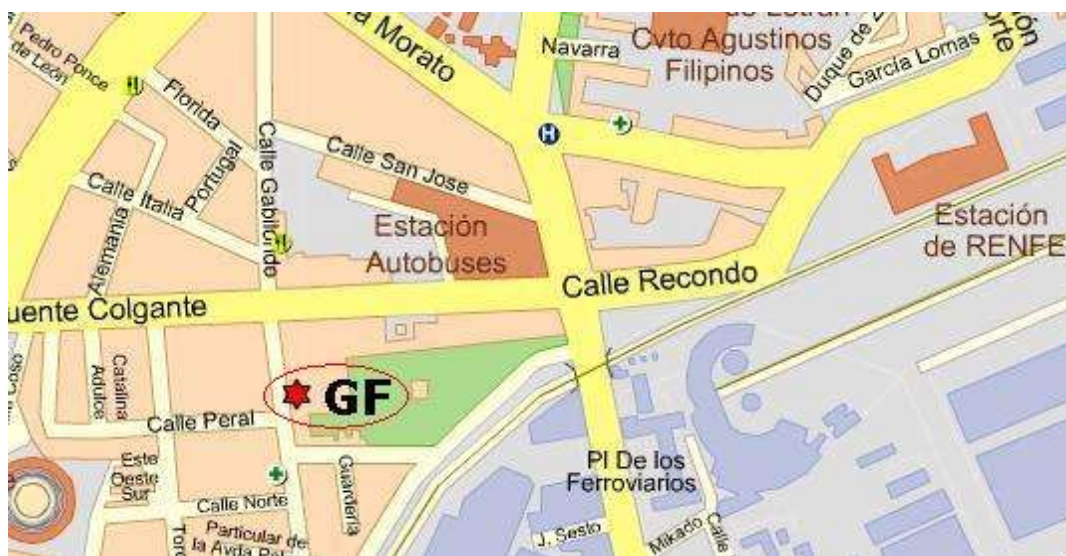 Morato
Navarra
Cvto Agustinos
Filipinos
Duque de
García Lomas
Pedro Ponce
de León
Florida
Portugal
Calle Gabilondo
Calle San Jose
H
Calle Italia
Alemania
Estación
Autobuses
Estación
de RENFE
Calle Recondo
uente Colgante
Catalina
Adulce
GF
Calle Peral
Este
Oeste
Sur
Calle Norte
Guardería
Particular de
la Avda
Pl De los
Ferroviarios
J. Sesto
Mikado
Calle